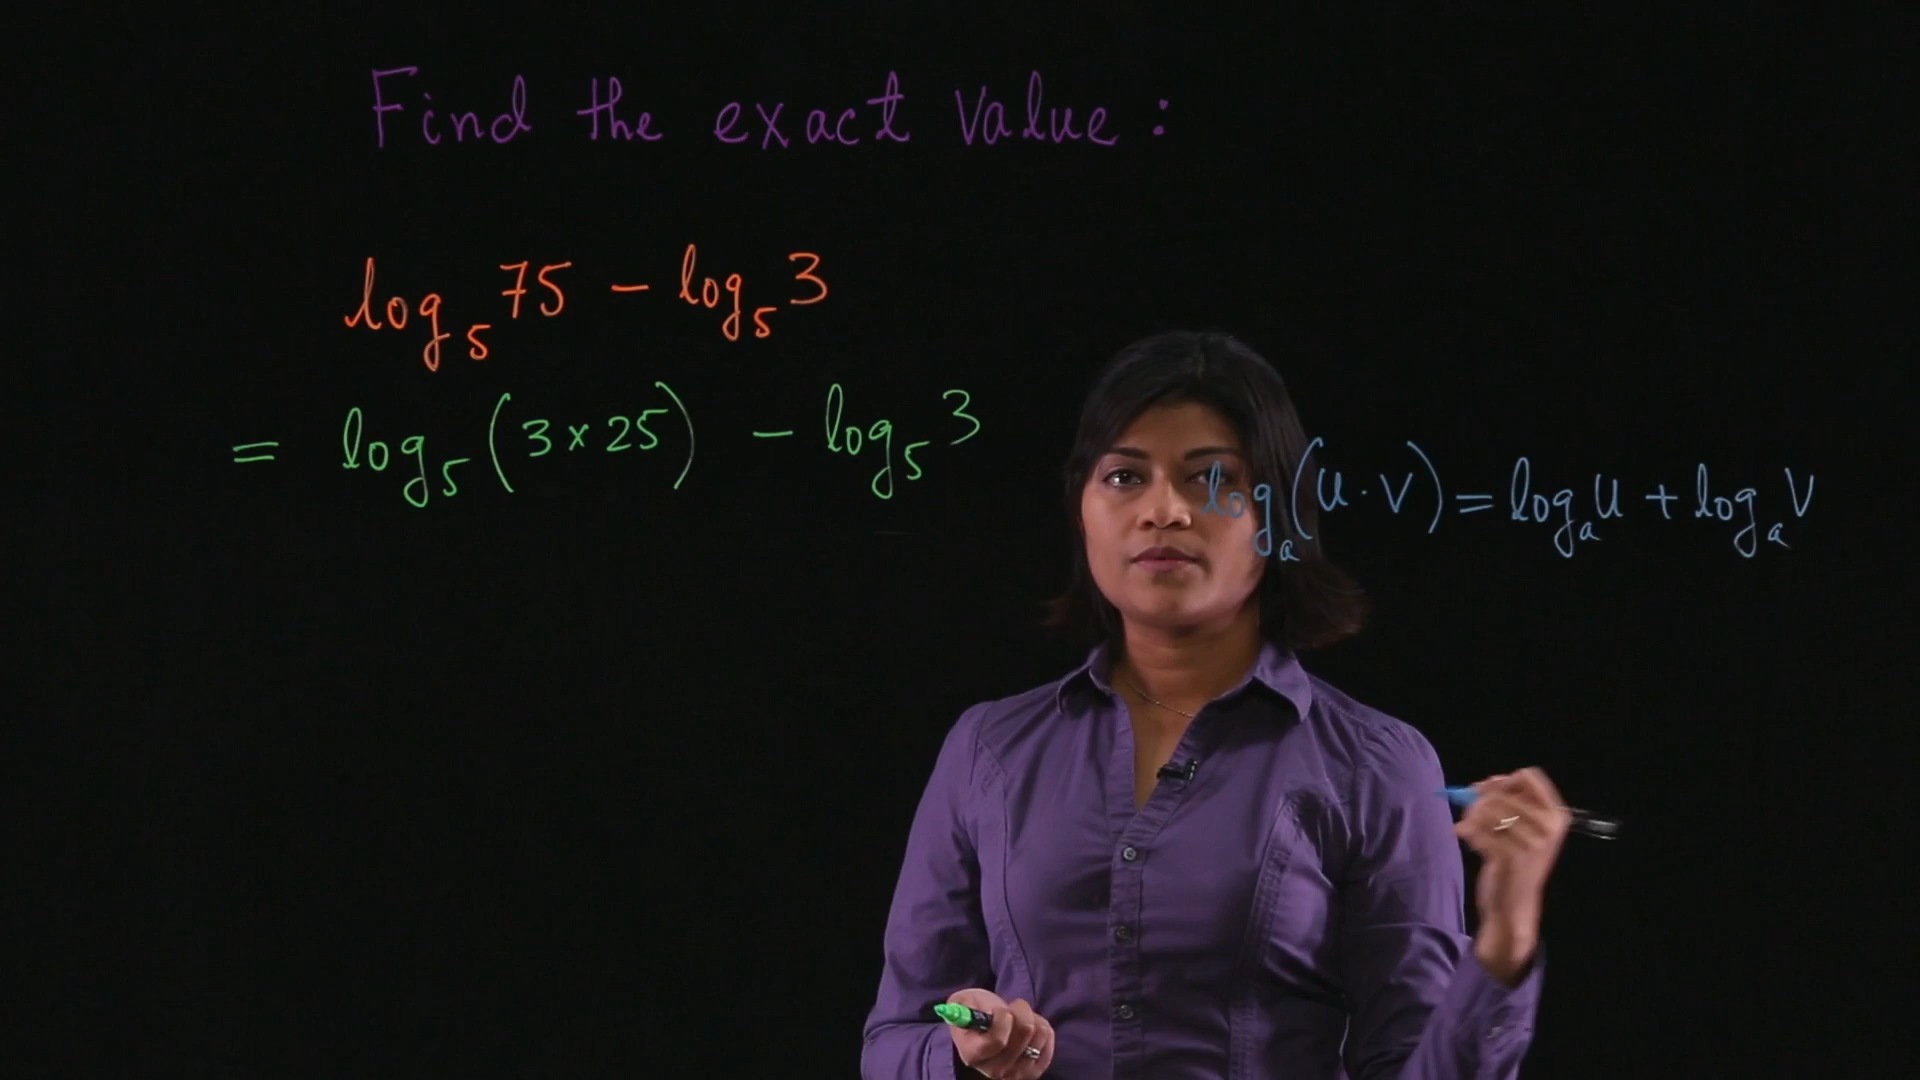 Find the exact value:
log₅ 75 - log₅ 3
= log₅ (3 × 25) - log₅ 3
logₐ (u · v) = logₐ u + logₐ v